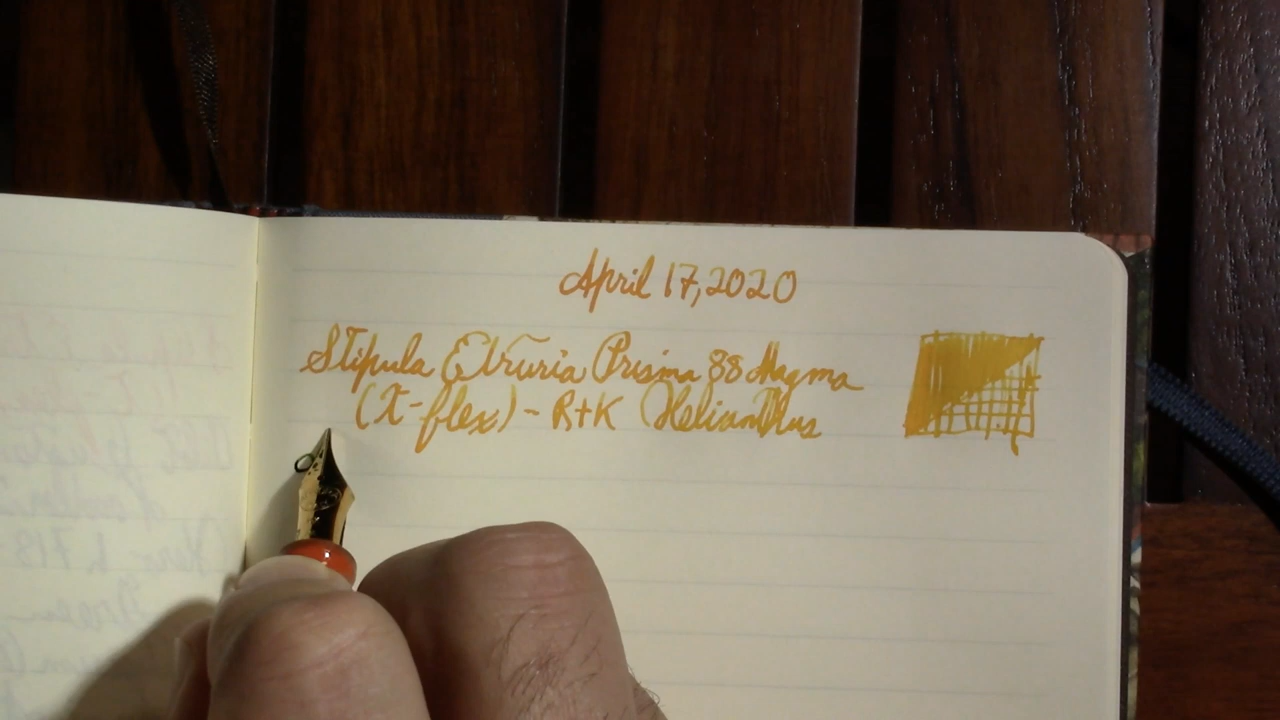 April 17, 2020
Stipula Etruria Prisma 88 Magma
(T-flex) - R+K Helianthus